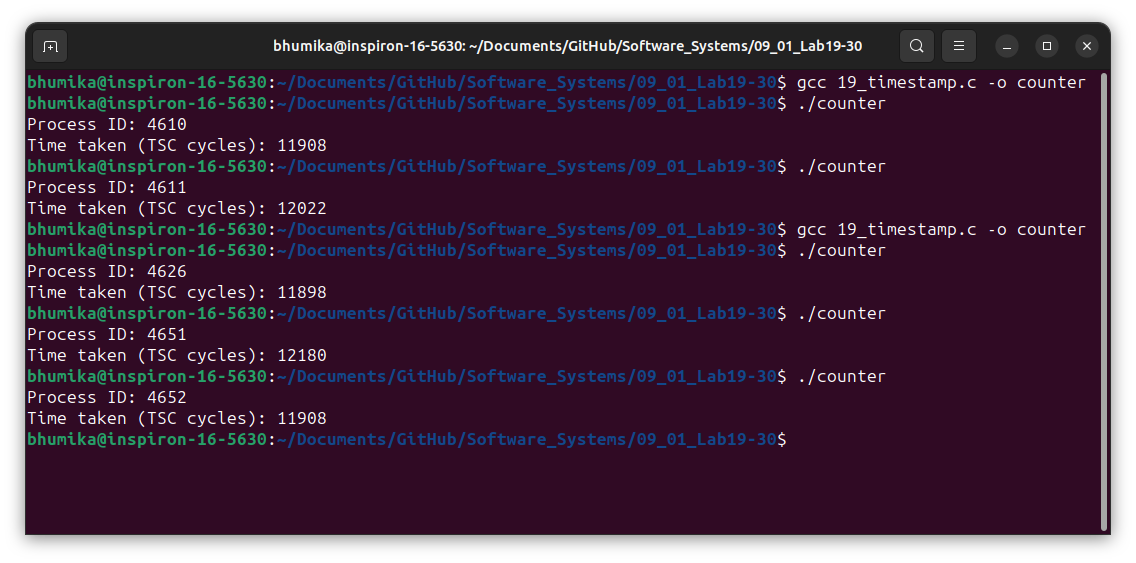 bhumika@inspiron-16-5630: ~/Documents/GitHub/Software_Systems/09_01_Lab19-30
bhumika@inspiron-16-5630:~/Documents/GitHub/Software_Systems/09_01_Lab19-30$ gcc 19_timestamp.c -o counter
bhumika@inspiron-16-5630:~/Documents/GitHub/Software_Systems/09_01_Lab19-30$ ./counter
Process ID: 4610
Time taken (TSC cycles): 11908
bhumika@inspiron-16-5630:~/Documents/GitHub/Software_Systems/09_01_Lab19-30$ ./counter
Process ID: 4611
Time taken (TSC cycles): 12022
bhumika@inspiron-16-5630:~/Documents/GitHub/Software_Systems/09_01_Lab19-30$ gcc 19_timestamp.c -o counter
bhumika@inspiron-16-5630:~/Documents/GitHub/Software_Systems/09_01_Lab19-30$ ./counter
Process ID: 4626
Time taken (TSC cycles): 11898
bhumika@inspiron-16-5630:~/Documents/GitHub/Software_Systems/09_01_Lab19-30$ ./counter
Process ID: 4651
Time taken (TSC cycles): 12180
bhumika@inspiron-16-5630:~/Documents/GitHub/Software_Systems/09_01_Lab19-30$ ./counter
Process ID: 4652
Time taken (TSC cycles): 11908
bhumika@inspiron-16-5630:~/Documents/GitHub/Software_Systems/09_01_Lab19-30$